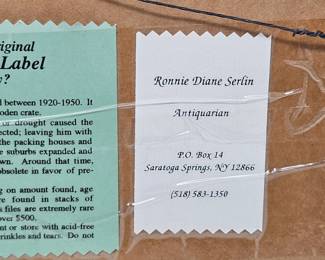 riginal
Label
y?
d between 1920-1950. It
oden crate.
or drought caused the
ected; leaving him with
the packing houses and
e suburbs expanded and
wn. Around that time,
obsolete in favor of pre-
g on amount found, age
re found in stacks of
s files are extremely rare
over $500.
nt or store with acid-free
rinkles and tears. Do not
Ronnie Diane Serlin
Antiquarian
P.O. Box 14
Saratoga Springs, NY 12866
(518) 583-1350